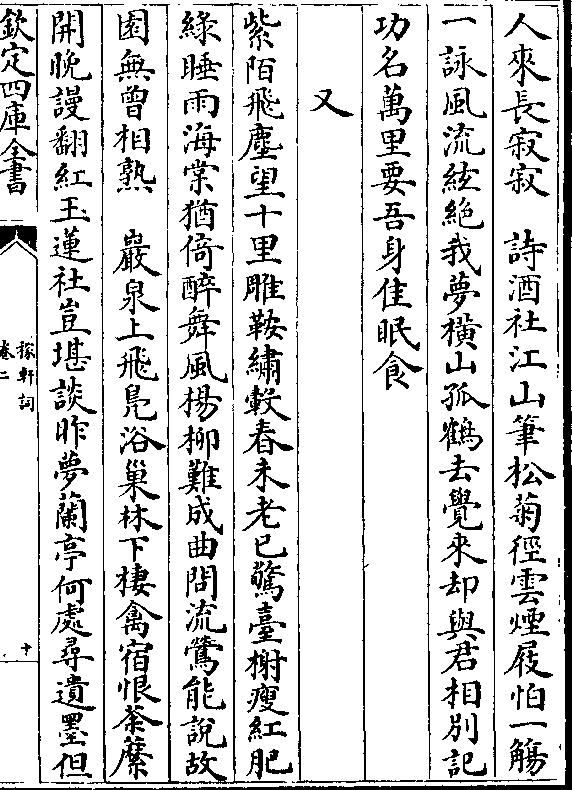 人來長寂寂　詩酒社江山筆松菊徑雲煙屐怕一觴
一詠風流絃絶我夢横山孤鶴去覺來却與君相别記
功名萬里要吾身佳眠食
又
紫陌飛塵望十里雕鞍繡轂春未老已驚臺榭瘦紅肥
綠睡雨海棠猶倚醉舞風楊柳難成曲問流鶯能說故
園無曾相熟　巖泉上飛鳬浴巢林下棲禽宿恨荼蘼
開晚謾翻紅玉蓮社豈堪談昨夢蘭亭何處尋遺墨但
欽定四庫全書
稼軒詞
卷二
十